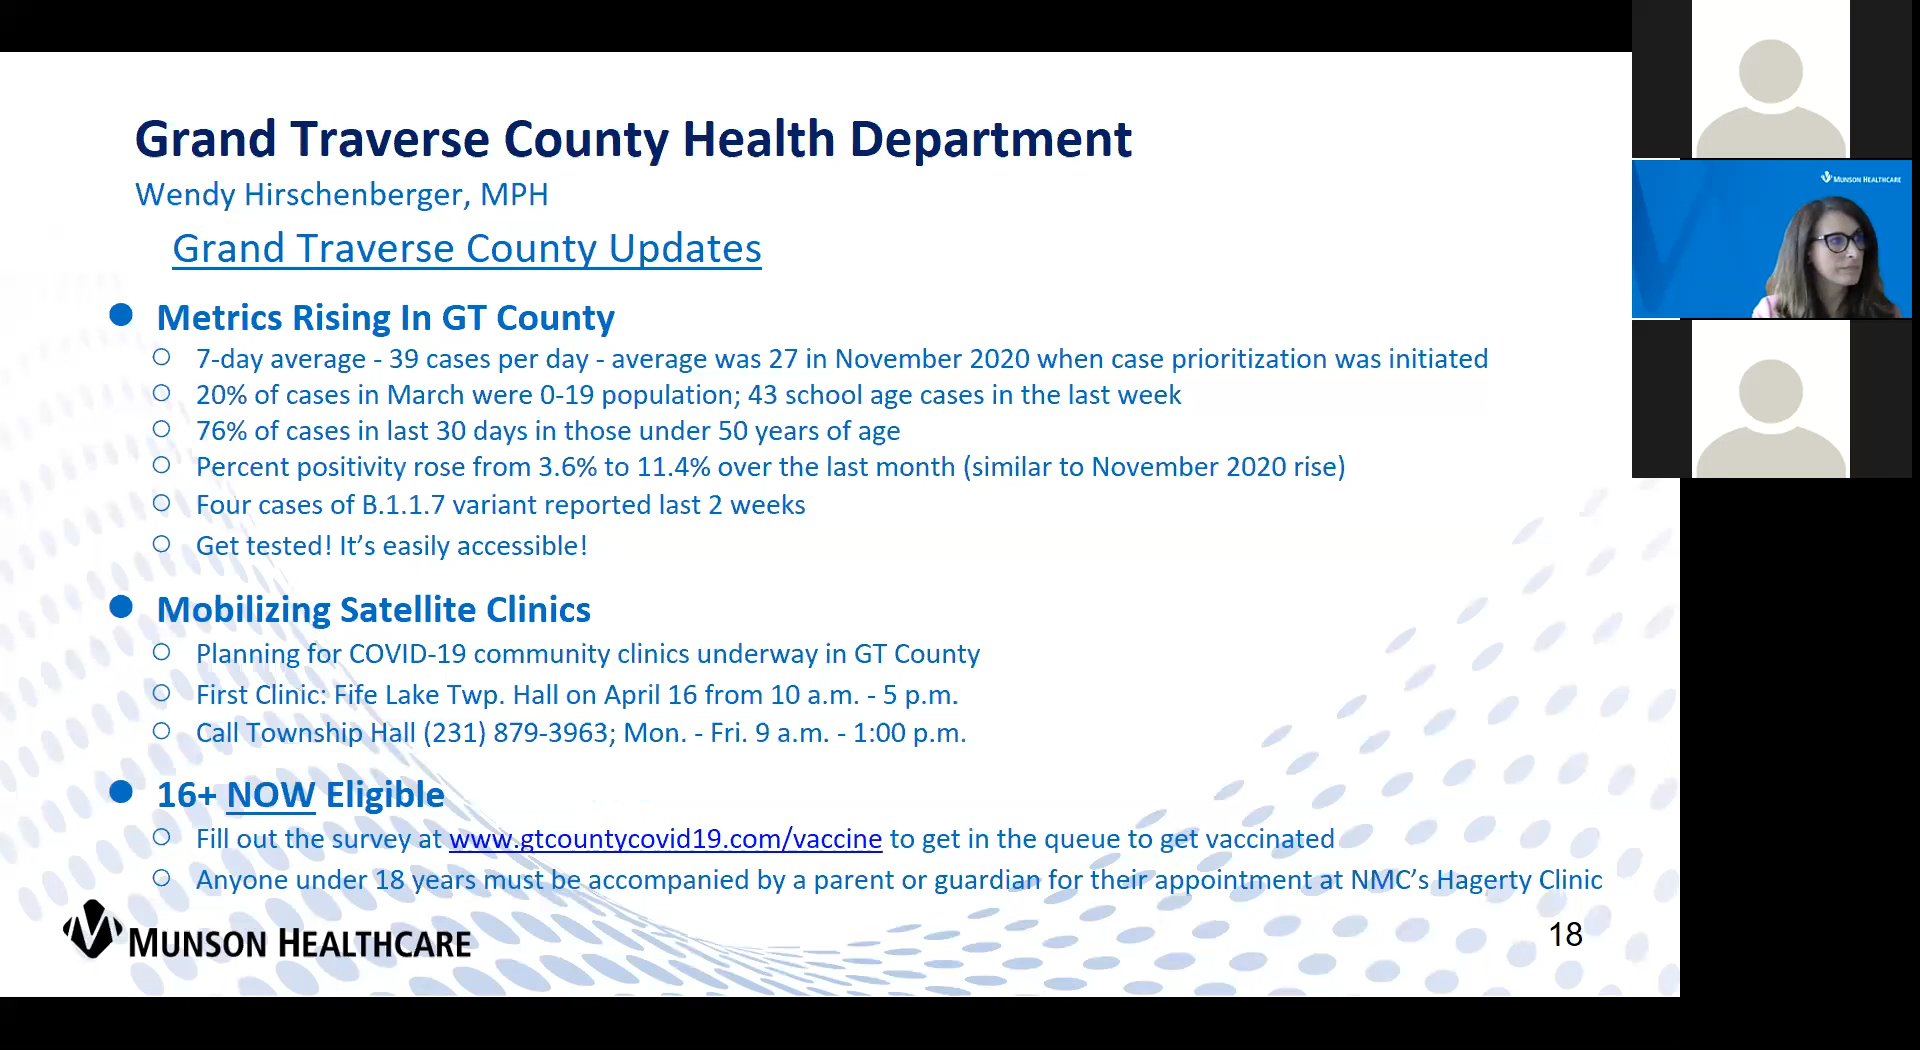 Grand Traverse County Health Department
Wendy Hirschenberger, MPH
Grand Traverse County Updates
Metrics Rising In GT County
7-day average - 39 cases per day - average was 27 in November 2020 when case prioritization was initiated
20% of cases in March were 0-19 population; 43 school age cases in the last week
76% of cases in last 30 days in those under 50 years of age
Percent positivity rose from 3.6% to 11.4% over the last month (similar to November 2020 rise)
Four cases of B.1.1.7 variant reported last 2 weeks
Get tested! It's easily accessible!
Mobilizing Satellite Clinics
Planning for COVID-19 community clinics underway in GT County
First Clinic: Fife Lake Twp. Hall on April 16 from 10 a.m. - 5 p.m.
Call Township Hall (231) 879-3963; Mon. - Fri. 9 a.m. - 1:00 p.m.
16+ NOW Eligible
Fill out the survey at www.gtcountycovid19.com/vaccine to get in the queue to get vaccinated
Anyone under 18 years must be accompanied by a parent or guardian for their appointment at NMC's Hagerty Clinic
MUNSON HEALTHCARE
18
MUNSON HEALTHCARE